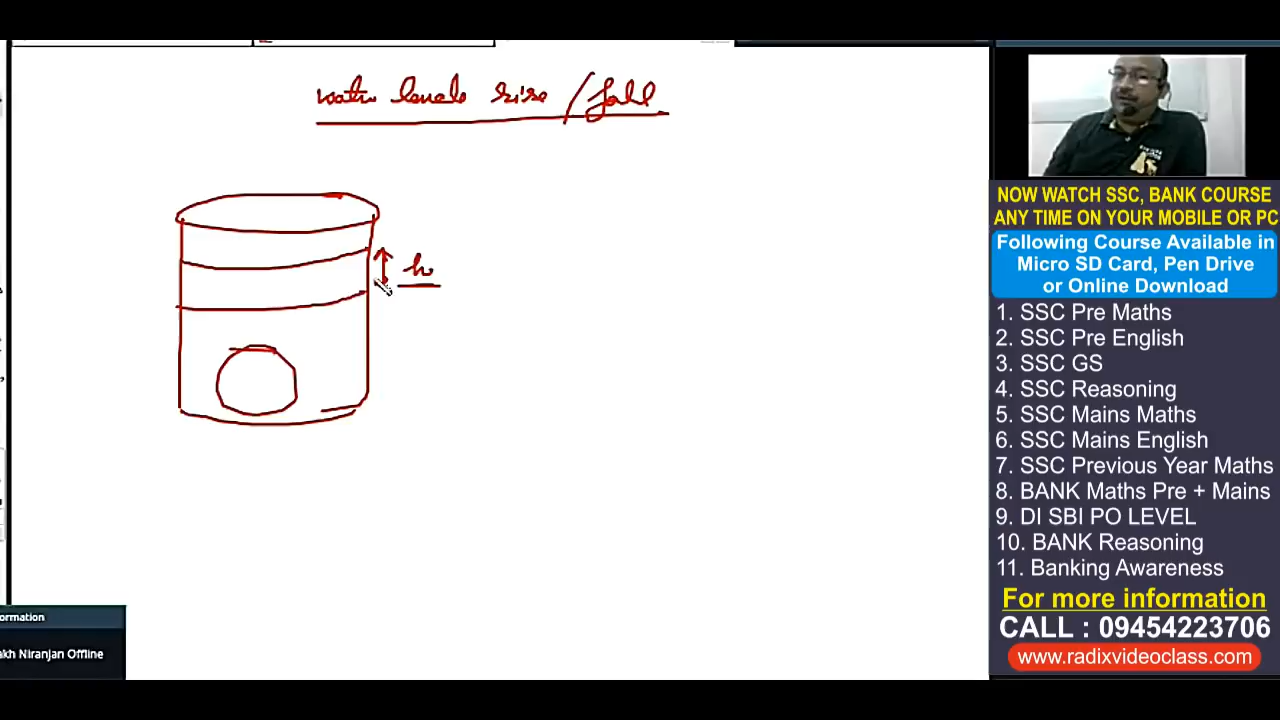 water levels rise / fall
h
NOW WATCH SSC, BANK COURSE
ANY TIME ON YOUR MOBILE OR PC
Following Course Available in
Micro SD Card, Pen Drive
or Online Download
1. SSC Pre Maths
2. SSC Pre English
3. SSC GS
4. SSC Reasoning
5. SSC Mains Maths
6. SSC Mains English
7. SSC Previous Year Maths
8. BANK Maths Pre + Mains
9. DI SBI PO LEVEL
10. BANK Reasoning
11. Banking Awareness
For more information
CALL : 09454223706
www.radixvideoclass.com
ormation
akh Niranjan Offline